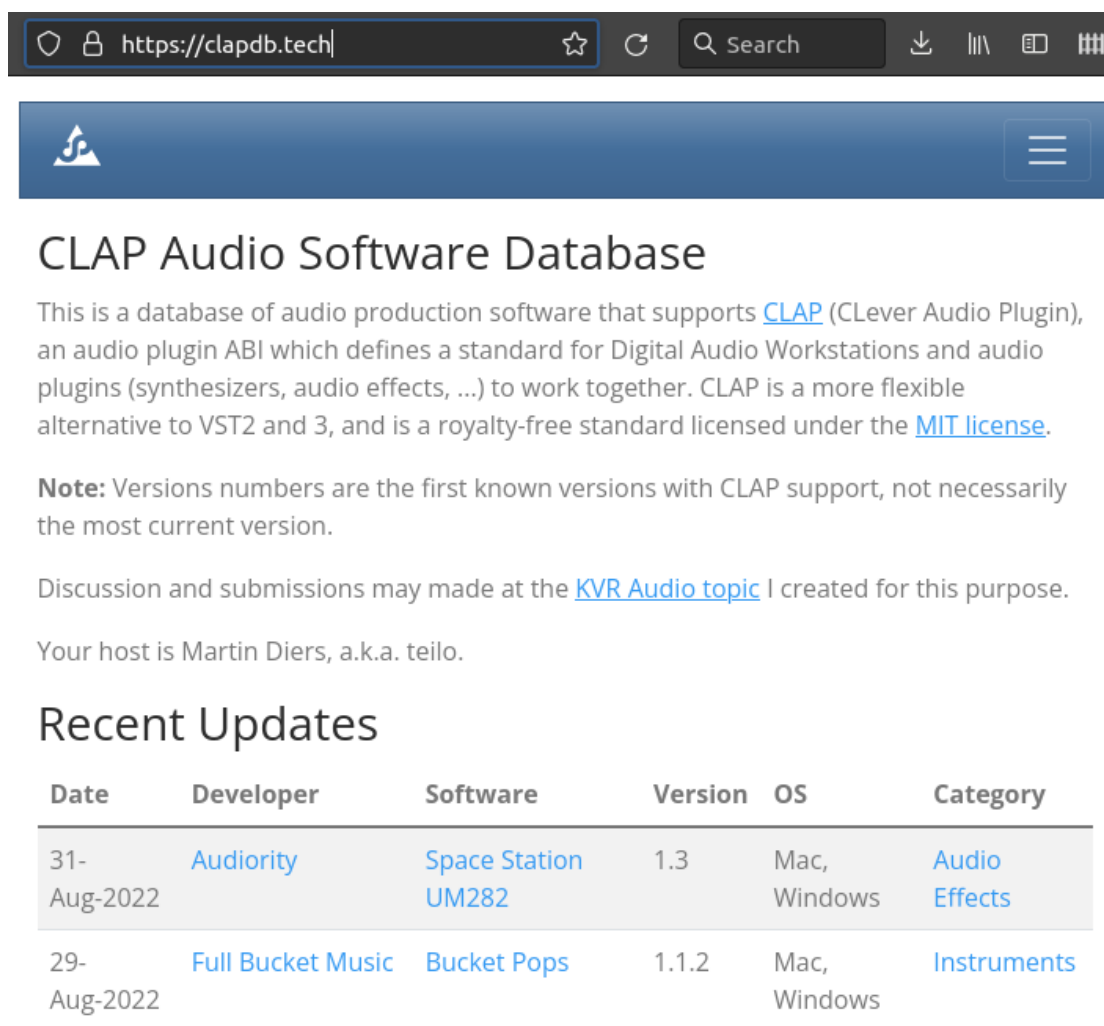 https://clapdb.tech
Search
CLAP Audio Software Database
This is a database of audio production software that supports CLAP (CLever Audio Plugin),
an audio plugin ABI which defines a standard for Digital Audio Workstations and audio
plugins (synthesizers, audio effects, ...) to work together. CLAP is a more flexible
alternative to VST2 and 3, and is a royalty-free standard licensed under the MIT license.
Note: Versions numbers are the first known versions with CLAP support, not necessarily
the most current version.
Discussion and submissions may made at the KVR Audio topic I created for this purpose.
Your host is Martin Diers, a.k.a. teilo.
Recent Updates
Date Developer Software Version OS Category
31- Audiority Space Station 1.3 Mac, Audio
Aug-2022 UM282 Windows Effects
29- Full Bucket Music Bucket Pops 1.1.2 Mac, Instruments
Aug-2022 Windows